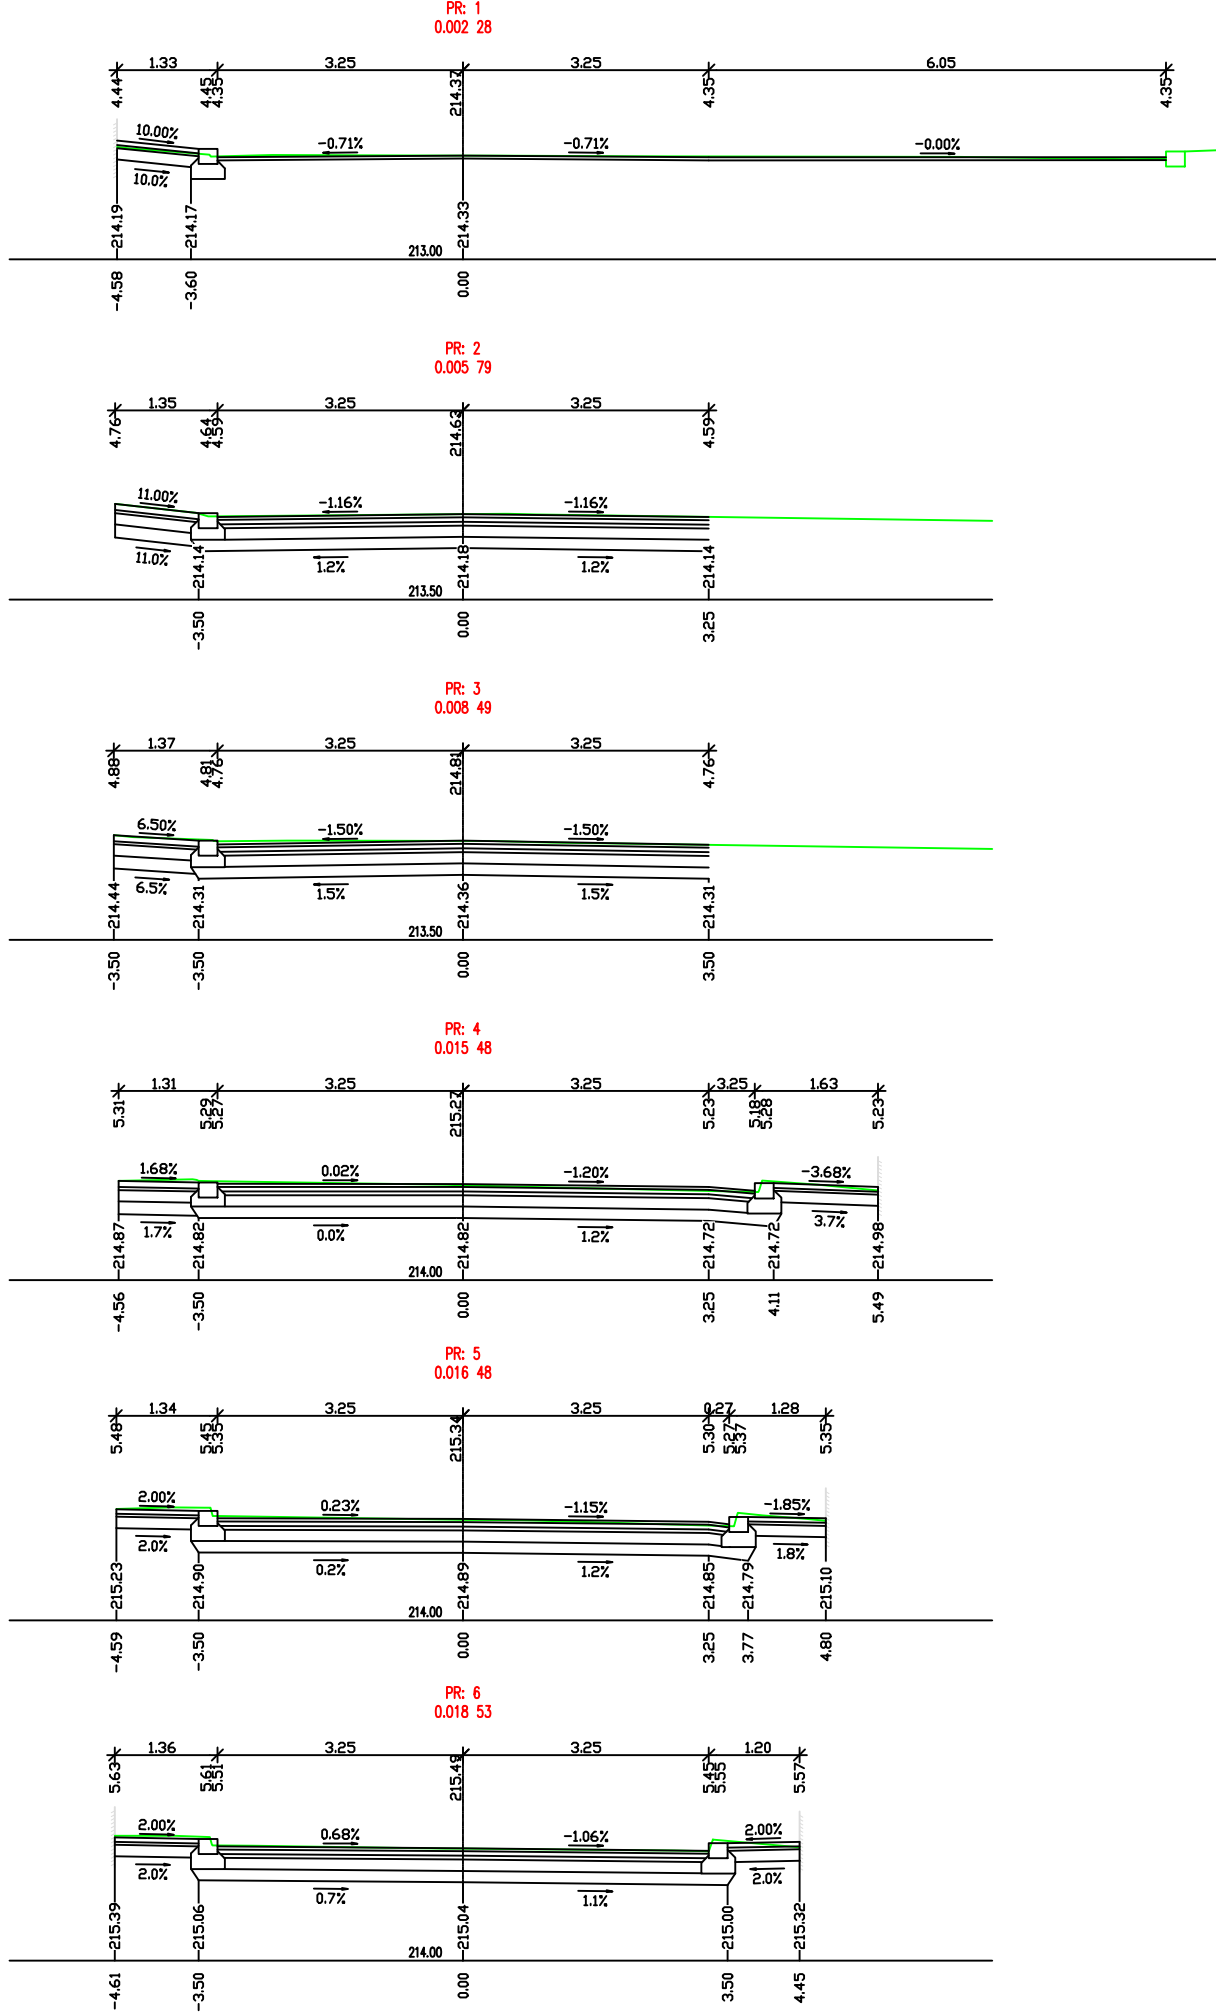 PR: 1
0.002 28
1.33 3.25 3.25 6.05
4.44 4.45 4.35 214.37 4.35 4.35
10.00% -0.71% -0.71% -0.00%
10.0%
214.19 214.17 214.33
213.00
-4.58 -3.60 0.00
PR: 2
0.005 79
1.35 3.25 3.25
4.76 4.64 4.59 214.63 4.59
11.00% -1.16% -1.16%
11.0% 1.2% 1.2%
214.14 214.18 214.14
213.50
-3.50 0.00 3.25
PR: 3
0.008 49
1.37 3.25 3.25
4.88 4.81 4.76 214.81 4.76
6.50% -1.50% -1.50%
6.5% 1.5% 1.5%
214.44 214.31 214.36 214.31
213.50
-3.50 -3.50 0.00 3.50
PR: 4
0.015 48
1.31 3.25 3.25 3.25 1.63
5.31 5.29 5.27 215.27 5.23 5.18 5.28 5.23
1.68% 0.02% -1.20% -3.68%
1.7% 0.0% 1.2% 3.7%
214.87 214.82 214.82 214.72 214.72 214.98
214.00
-4.56 -3.50 0.00 3.25 4.11 5.49
PR: 5
0.016 48
1.34 3.25 3.25 0.27 1.28
5.48 5.45 5.35 215.34 5.30 5.27 5.37 5.35
2.00% 0.23% -1.15% -1.85%
2.0% 0.2% 1.2% 1.8%
215.23 214.90 214.89 214.85 214.79 215.10
214.00
-4.59 -3.50 0.00 3.25 3.77 4.80
PR: 6
0.018 53
1.36 3.25 3.25 1.20
5.63 5.61 5.51 215.49 5.45 5.55 5.57
2.00% 0.68% -1.06% 2.00%
2.0% 0.7% 1.1% 2.0%
215.39 215.06 215.04 215.00 215.32
214.00
-4.61 -3.50 0.00 3.50 4.45